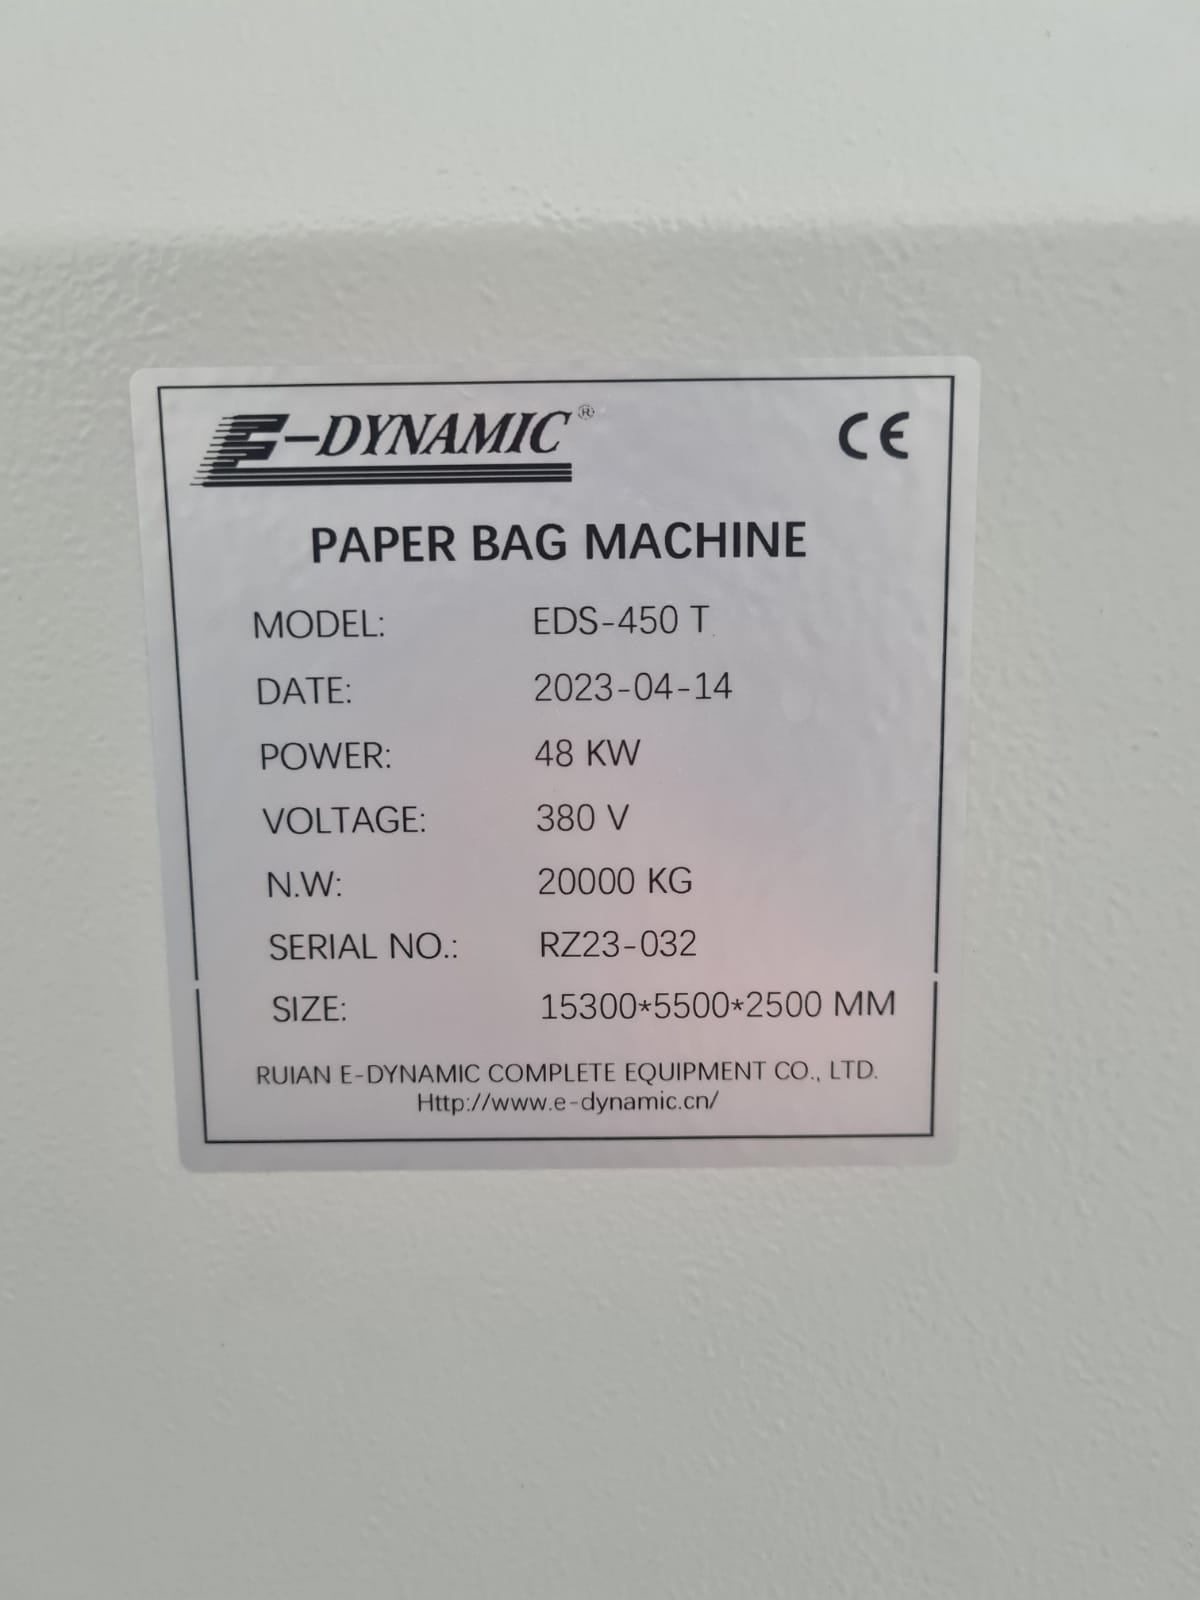 E-DYNAMIC®
CE
PAPER BAG MACHINE
MODEL: EDS-450 T
DATE: 2023-04-14
POWER: 48 KW
VOLTAGE: 380 V
N.W: 20000 KG
SERIAL NO.: RZ23-032
SIZE: 15300*5500*2500 MM
RUIAN E-DYNAMIC COMPLETE EQUIPMENT CO., LTD.
Http://www.e-dynamic.cn/